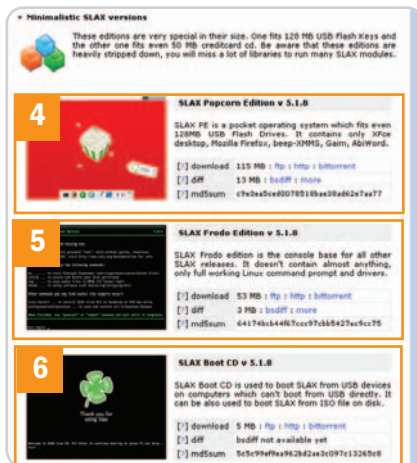 Minimalistic SLAX versions
These editions are very special in their size. One fits 128 MB USB Flash Keys and
the other one fits even 50 MB creditcard cd. Be aware that these editions are
heavily stripped down, you will miss a lot of libraries to run many SLAX modules.
4
SLAX Popcorn Edition v 5.1.8
SLAX PE is a pocket operating system which fits even
128MB USB Flash Drives. It contains only XFce
desktop, Mozilla Firefox, beep-XMMS, Gaim, AbiWord.
[?] download 115 MB : ftp : http : bittorrent
[?] diff 13 MB : bsdiff : more
[?] md5sum
5
SLAX Frodo Edition v 5.1.8
SLAX Frodo edition is the console base for all other
SLAX releases. It doesn't contain almost anything,
only full working Linux command prompt and drivers.
[?] download 53 MB : ftp : http : bittorrent
[?] diff 3 MB : bsdiff : more
[?] md5sum
6
Thank you for
using Slax
SLAX Boot CD v 5.1.8
SLAX Boot CD is used to boot SLAX from USB devices
on computers which can't boot from USB directly. It
can be also used to boot SLAX from ISO file on disk.
[?] download 5 MB : ftp : http : bittorrent
[?] diff bsdiff not available yet
[?] md5sum